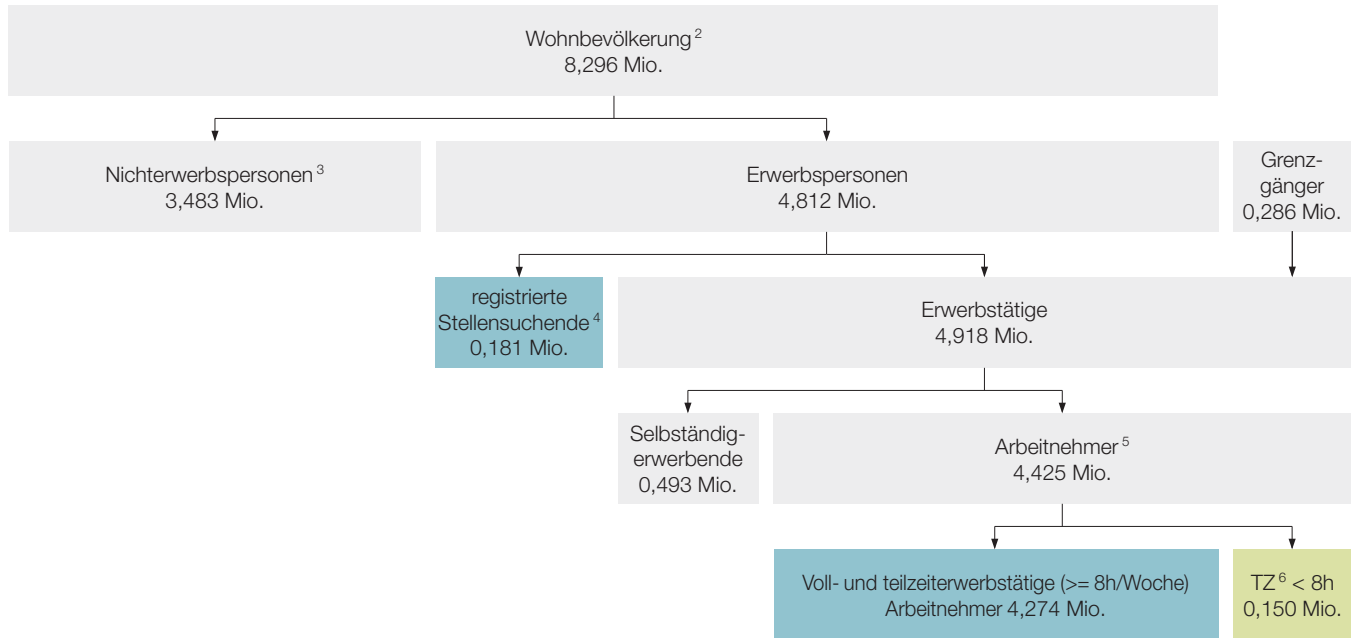 Wohnbevölkerung 2
8,296 Mio.
Nichterwerbspersonen 3
3,483 Mio.
Erwerbspersonen
4,812 Mio.
Grenz-
gänger
0,286 Mio.
registrierte
Stellensuchende 4
0,181 Mio.
Erwerbstätige
4,918 Mio.
Selbständig-
erwerbende
0,493 Mio.
Arbeitnehmer 5
4,425 Mio.
Voll- und teilzeiterwerbstätige (>= 8h/Woche)
Arbeitnehmer 4,274 Mio.
TZ 6 < 8h
0,150 Mio.